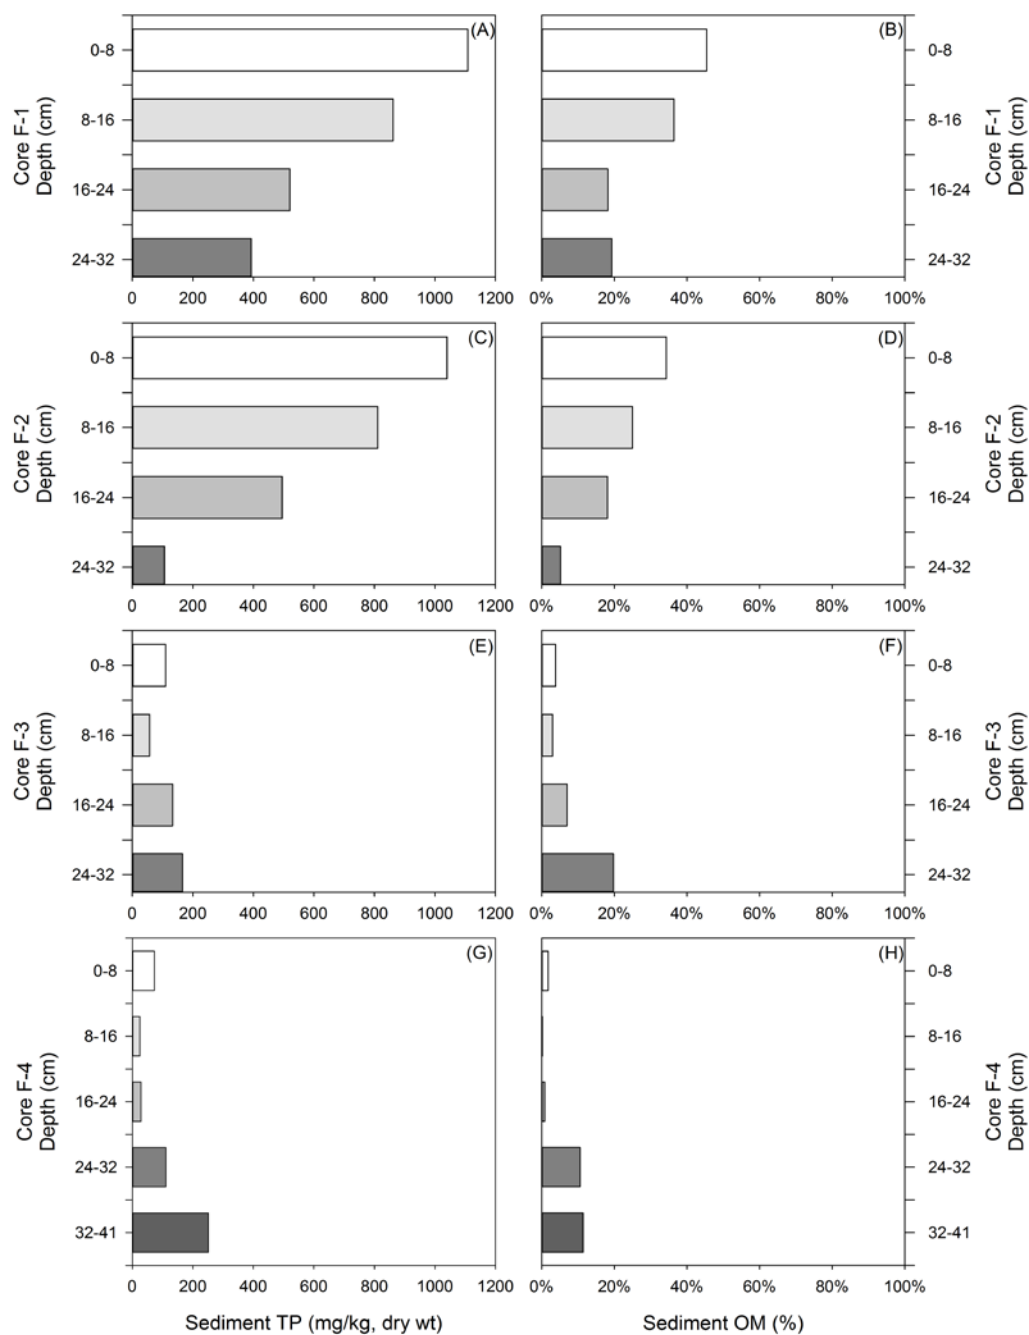 (A)
(B)
Core F-1
Depth (cm)
0-8
8-16
16-24
24-32
0 200 400 600 800 1000 1200
0% 20% 40% 60% 80% 100%
0-8
8-16
16-24
24-32
Core F-1
Depth (cm)
(C)
(D)
Core F-2
Depth (cm)
0-8
8-16
16-24
24-32
0 200 400 600 800 1000 1200
0% 20% 40% 60% 80% 100%
0-8
8-16
16-24
24-32
Core F-2
Depth (cm)
(E)
(F)
Core F-3
Depth (cm)
0-8
8-16
16-24
24-32
0 200 400 600 800 1000 1200
0% 20% 40% 60% 80% 100%
0-8
8-16
16-24
24-32
Core F-3
Depth (cm)
(G)
(H)
Core F-4
Depth (cm)
0-8
8-16
16-24
24-32
32-41
0 200 400 600 800 1000 1200
0% 20% 40% 60% 80% 100%
0-8
8-16
16-24
24-32
32-41
Core F-4
Depth (cm)
Sediment TP (mg/kg, dry wt)
Sediment OM (%)